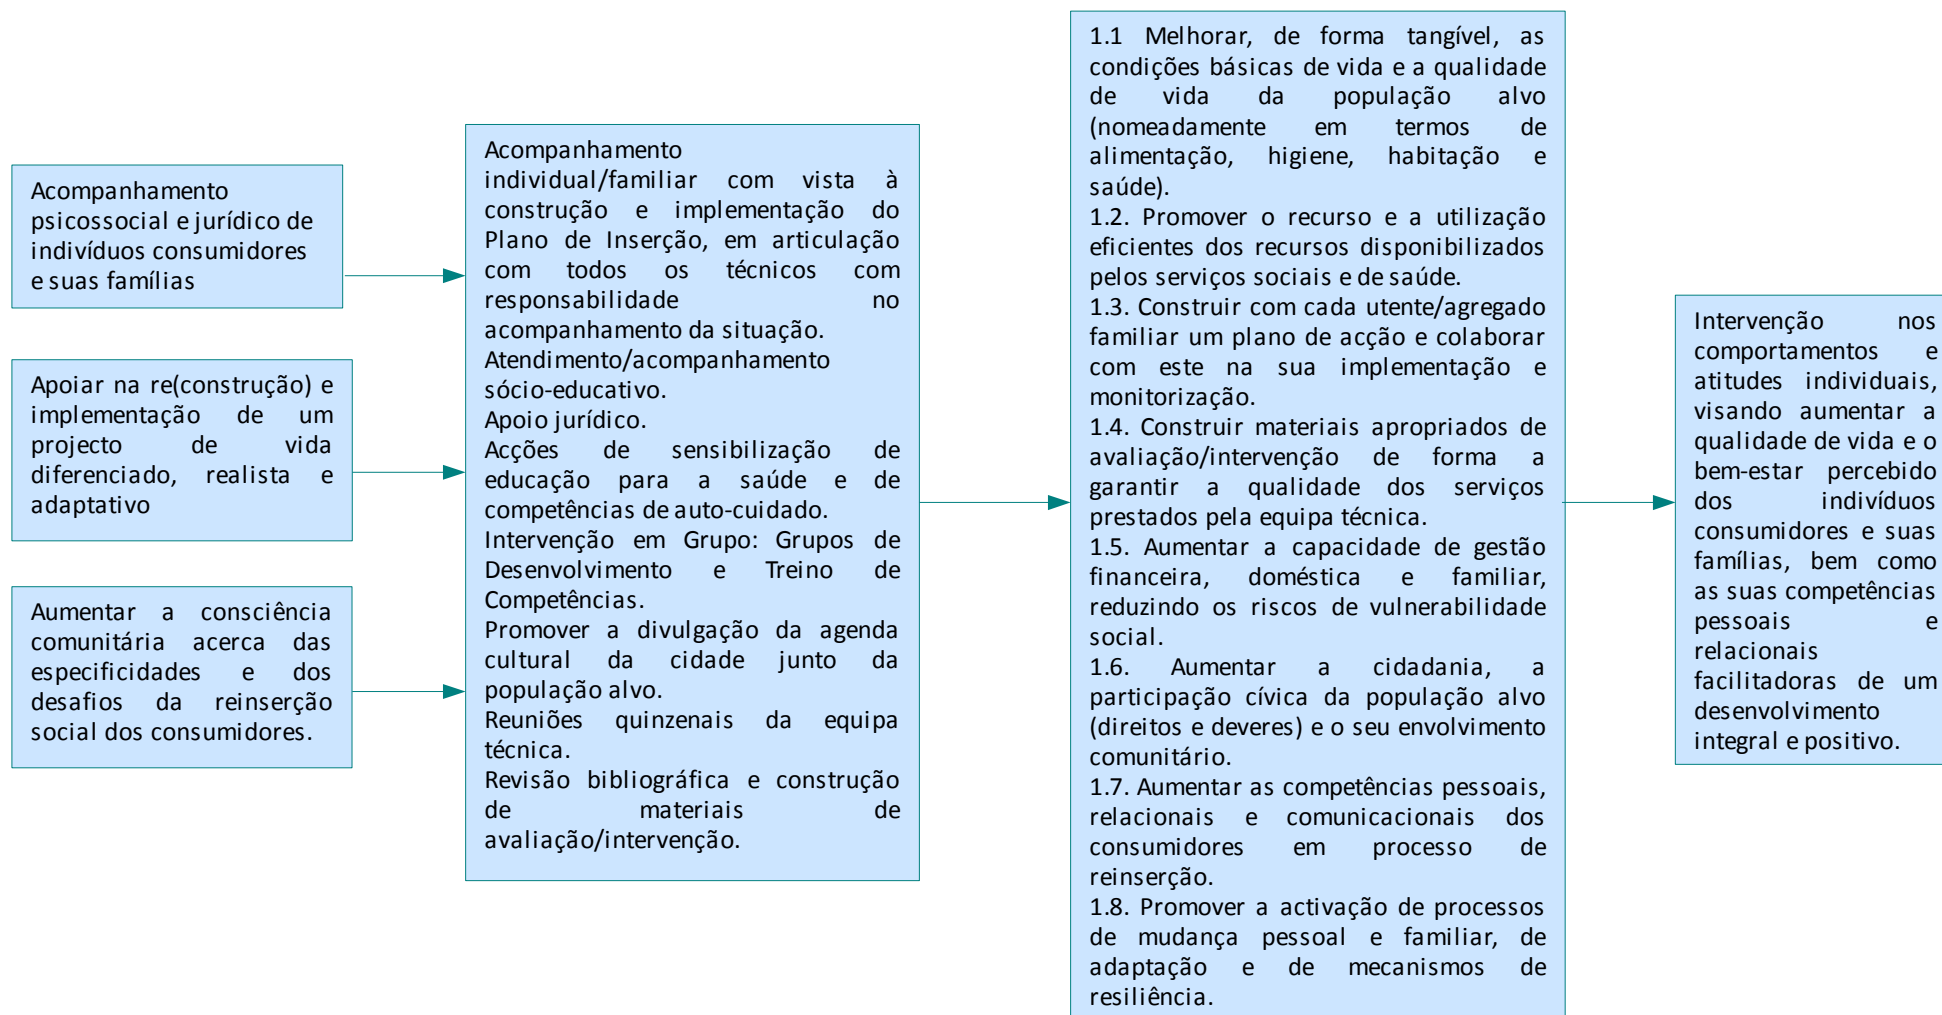 Acompanhamento
psicossocial e jurídico de
indivíduos consumidores
e suas famílias
Apoiar na re(construção) e
implementação de um
projecto de vida
diferenciado, realista e
adaptativo
Aumentar a consciência
comunitária acerca das
especificidades e dos
desafios da reinserção
social dos consumidores.
Acompanhamento
individual/familiar com vista à
construção e implementação do
Plano de Inserção, em articulação
com todos os técnicos com
responsabilidade no
acompanhamento da situação.
Atendimento/acompanhamento
sócio-educativo.
Apoio jurídico.
Acções de sensibilização de
educação para a saúde e de
competências de auto-cuidado.
Intervenção em Grupo: Grupos de
Desenvolvimento e Treino de
Competências.
Promover a divulgação da agenda
cultural da cidade junto da
população alvo.
Reuniões quinzenais da equipa
técnica.
Revisão bibliográfica e construção
de materiais de
avaliação/intervenção.
1.1 Melhorar, de forma tangível, as
condições básicas de vida e a qualidade
de vida da população alvo
(nomeadamente em termos de
alimentação, higiene, habitação e
saúde).
1.2. Promover o recurso e a utilização
eficientes dos recursos disponibilizados
pelos serviços sociais e de saúde.
1.3. Construir com cada utente/agregado
familiar um plano de acção e colaborar
com este na sua implementação e
monitorização.
1.4. Construir materiais apropriados de
avaliação/intervenção de forma a
garantir a qualidade dos serviços
prestados pela equipa técnica.
1.5. Aumentar a capacidade de gestão
financeira, doméstica e familiar,
reduzindo os riscos de vulnerabilidade
social.
1.6. Aumentar a cidadania, a
participação cívica da população alvo
(direitos e deveres) e o seu envolvimento
comunitário.
1.7. Aumentar as competências pessoais,
relacionais e comunicacionais dos
consumidores em processo de
reinserção.
1.8. Promover a activação de processos
de mudança pessoal e familiar, de
adaptação e de mecanismos de
resiliência.
Intervenção nos
comportamentos e
atitudes individuais,
visando aumentar a
qualidade de vida e o
bem-estar percebido
dos indivíduos
consumidores e suas
famílias, bem como
as suas competências
pessoais e
relacionais
facilitadoras de um
desenvolvimento
integral e positivo.